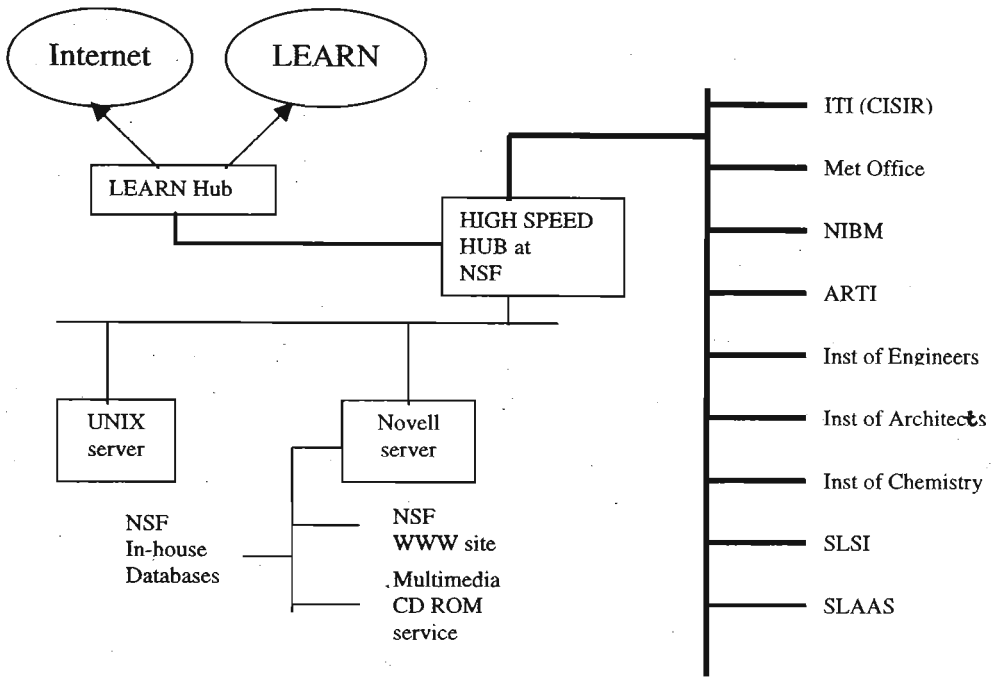 Internet
LEARN
LEARN Hub
HIGH SPEED
HUB at
NSF
UNIX
server
Novell
server
NSF
In-house
Databases
NSF
WWW site
Multimedia
CD ROM
service
ITI (CISIR)
Met Office
NIBM
ARTI
Inst of Engineers
Inst of Architects
Inst of Chemistry
SLSI
SLAAS